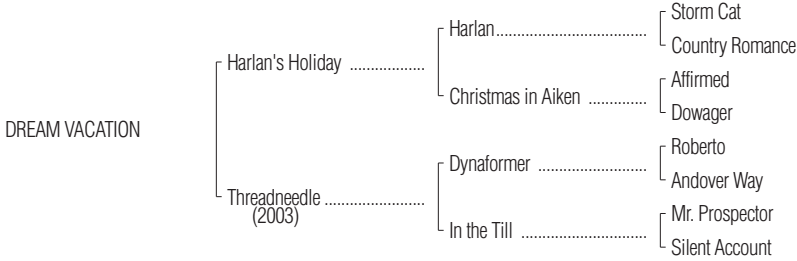 Storm Cat
Harlan....................................
Country Romance
Harlan's Holiday ..................
Affirmed
Christmas in Aiken ..............
Dowager
DREAM VACATION
Roberto
Dynaformer ..........................
Andover Way
Threadneedle ........................
(2003)
Mr. Prospector
In the Till ..............................
Silent Account